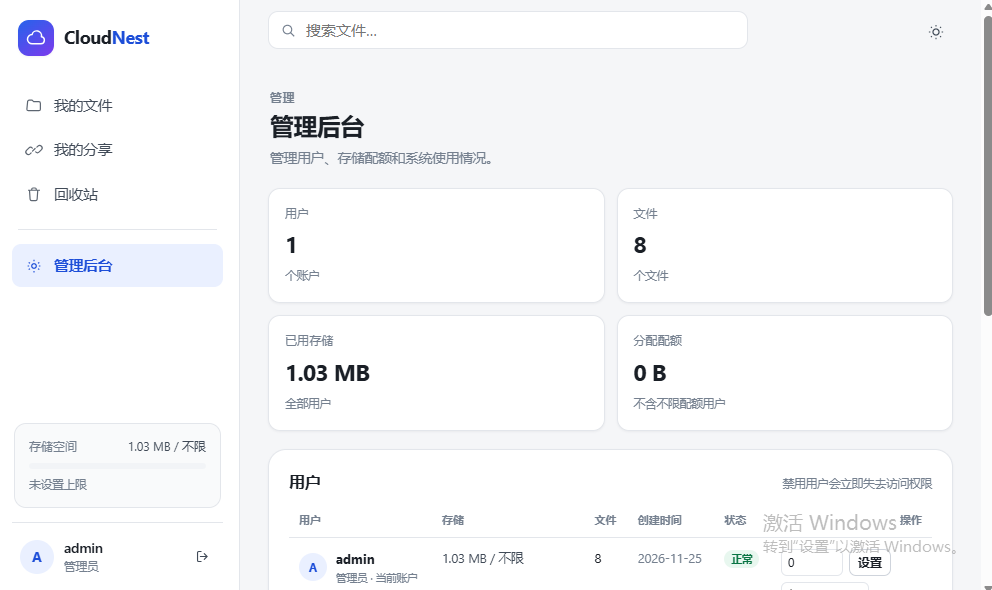 CloudNest
搜索文件...
我的文件
我的分享
回收站
管理后台
存储空间 1.03 MB / 不限
未设置上限
A admin
管理员
管理
管理后台
管理用户、存储配额和系统使用情况。
用户
1
个账户
文件
8
个文件
已用存储
1.03 MB
全部用户
分配配额
0 B
不含不限配额用户
用户 禁用用户会立即失去访问权限
用户 存储 文件 创建时间 状态 操作
A admin 1.03 MB / 不限 8 2026-11-25 正常 0 设置
管理员 · 当前账户
激活 Windows
转到"设置"以激活 Windows。